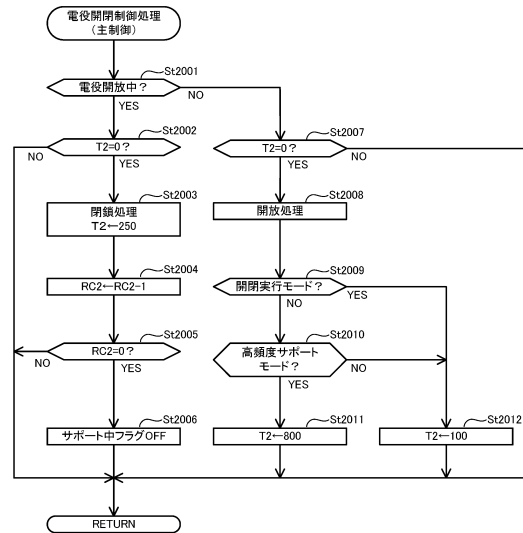 電役開閉制御処理
(主制御)
St2001
電役開放中？
NO
YES
St2002
T2=0？
NO
YES
St2007
T2=0？
NO
YES
St2003
閉鎖処理
T2←250
St2008
開放処理
St2004
RC2←RC2-1
St2009
開閉実行モード？
YES
NO
St2005
RC2=0？
NO
YES
St2010
高頻度サポート
モード？
NO
YES
St2006
サポート中フラグOFF
St2011
T2←800
St2012
T2←100
RETURN